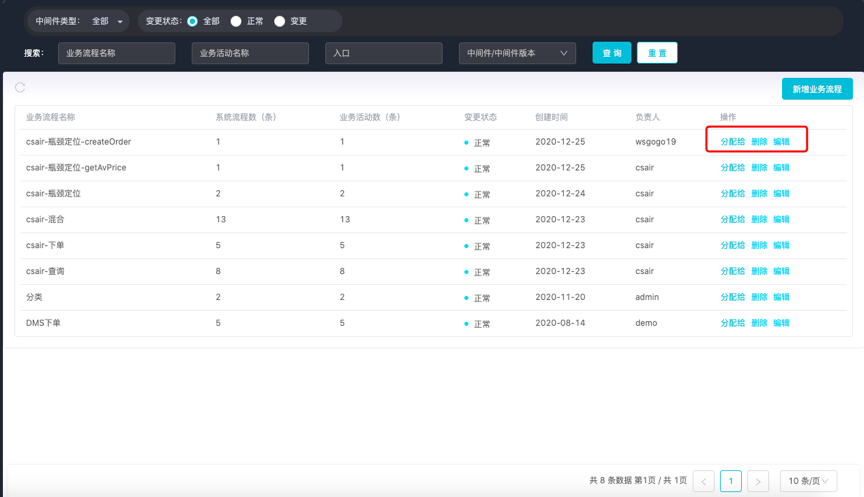 中间件类型: 全部 变更状态: 全部 正常 变更
搜索: 业务流程名称 业务活动名称 入口 中间件/中间件版本 查 询 重 置
新增业务流程
业务流程名称 系统流程数（条） 业务活动数（条） 变更状态 创建时间 负责人 操作
csair-瓶颈定位-createOrder 1 1 正常 2020-12-25 wsgogo19 分配给 删除 编辑
csair-瓶颈定位-getAvPrice 1 1 正常 2020-12-25 csair 分配给 删除 编辑
csair-瓶颈定位 2 2 正常 2020-12-24 csair 分配给 删除 编辑
csair-混合 13 13 正常 2020-12-23 csair 分配给 删除 编辑
csair-下单 5 5 正常 2020-12-23 csair 分配给 删除 编辑
csair-查询 8 8 正常 2020-12-23 csair 分配给 删除 编辑
分类 2 2 正常 2020-11-20 admin 分配给 删除 编辑
DMS下单 5 5 正常 2020-08-14 demo 分配给 删除 编辑
共 8 条数据 第1页 / 共 1页 < 1 > 10 条/页